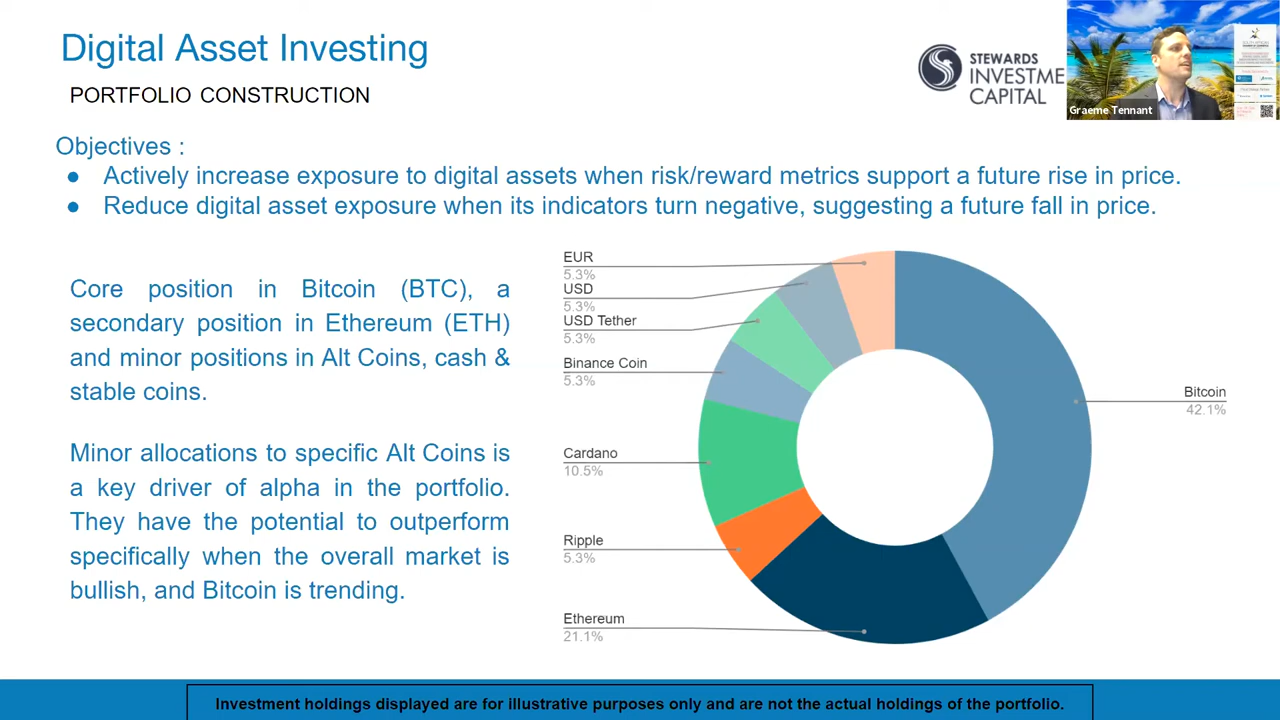 Digital Asset Investing
PORTFOLIO CONSTRUCTION
STEWARDS
INVESTME
CAPITAL
Graeme Tennant
Objectives :
● Actively increase exposure to digital assets when risk/reward metrics support a future rise in price.
● Reduce digital asset exposure when its indicators turn negative, suggesting a future fall in price.
Core position in Bitcoin (BTC), a
secondary position in Ethereum (ETH)
and minor positions in Alt Coins, cash &
stable coins.
Minor allocations to specific Alt Coins is
a key driver of alpha in the portfolio.
They have the potential to outperform
specifically when the overall market is
bullish, and Bitcoin is trending.
EUR
5.3%
USD
5.3%
USD Tether
5.3%
Binance Coin
5.3%
Cardano
10.5%
Ripple
5.3%
Ethereum
21.1%
Bitcoin
42.1%
Investment holdings displayed are for illustrative purposes only and are not the actual holdings of the portfolio.